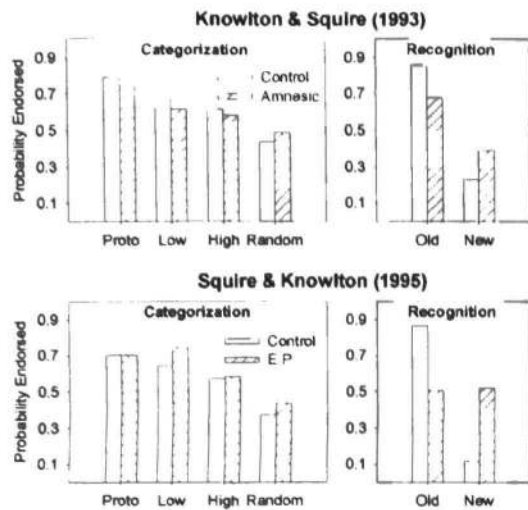 Knowlton & Squire (1993)
Categorization
Recognition
Control
Amnesic
Probability Endorsed
0.9
0.7
0.5
0.3
0.1
0.9
0.7
0.5
0.3
0.1
Proto Low High Random
Old New
Squire & Knowlton (1995)
Categorization
Recognition
Control
E P
Probability Endorsed
0.9
0.7
0.5
0.3
0.1
0.9
0.7
0.5
0.3
0.1
Proto Low High Random
Old New